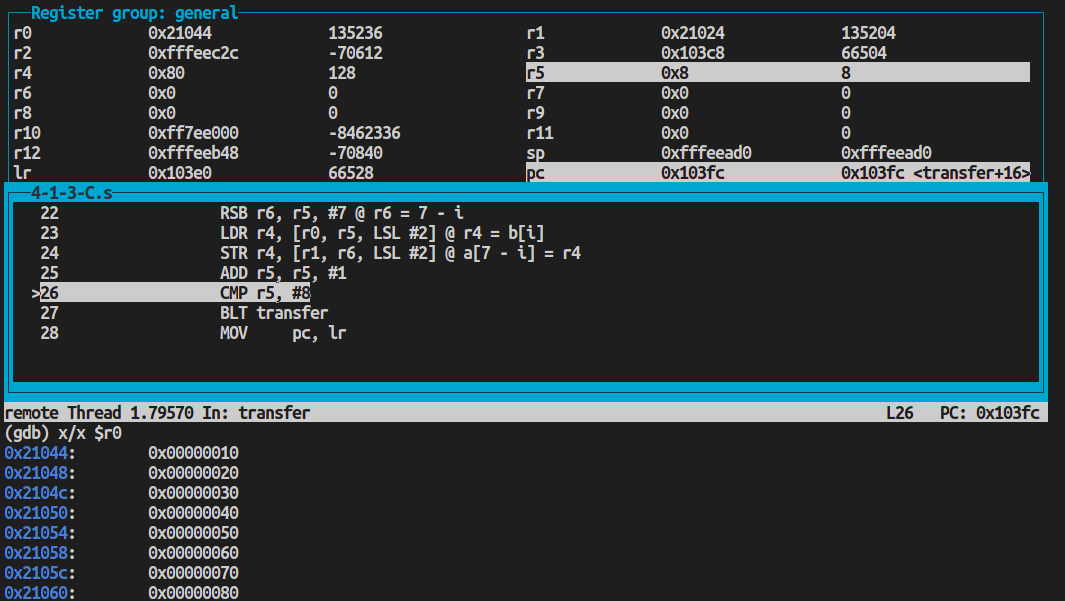 Register group: general
r0 0x21044 135236 r1 0x21024 135204
r2 0xfffeec2c -70612 r3 0x103c8 66504
r4 0x80 128 r5 0x8 8
r6 0x0 0 r7 0x0 0
r8 0x0 0 r9 0x0 0
r10 0xff7ee000 -8462336 r11 0x0 0
r12 0xfffeeb48 -70840 sp 0xfffeead0 0xfffeead0
lr 0x103e0 66528 pc 0x103fc 0x103fc <transfer+16>
4-1-3-C.s
22 RSB r6, r5, #7 @ r6 = 7 - i
23 LDR r4, [r0, r5, LSL #2] @ r4 = b[i]
24 STR r4, [r1, r6, LSL #2] @ a[7 - i] = r4
25 ADD r5, r5, #1
>26 CMP r5, #8
27 BLT transfer
28 MOV pc, lr
remote Thread 1.79570 In: transfer L26 PC: 0x103fc
(gdb) x/x $r0
0x21044: 0x00000010
0x21048: 0x00000020
0x2104c: 0x00000030
0x21050: 0x00000040
0x21054: 0x00000050
0x21058: 0x00000060
0x2105c: 0x00000070
0x21060: 0x00000080